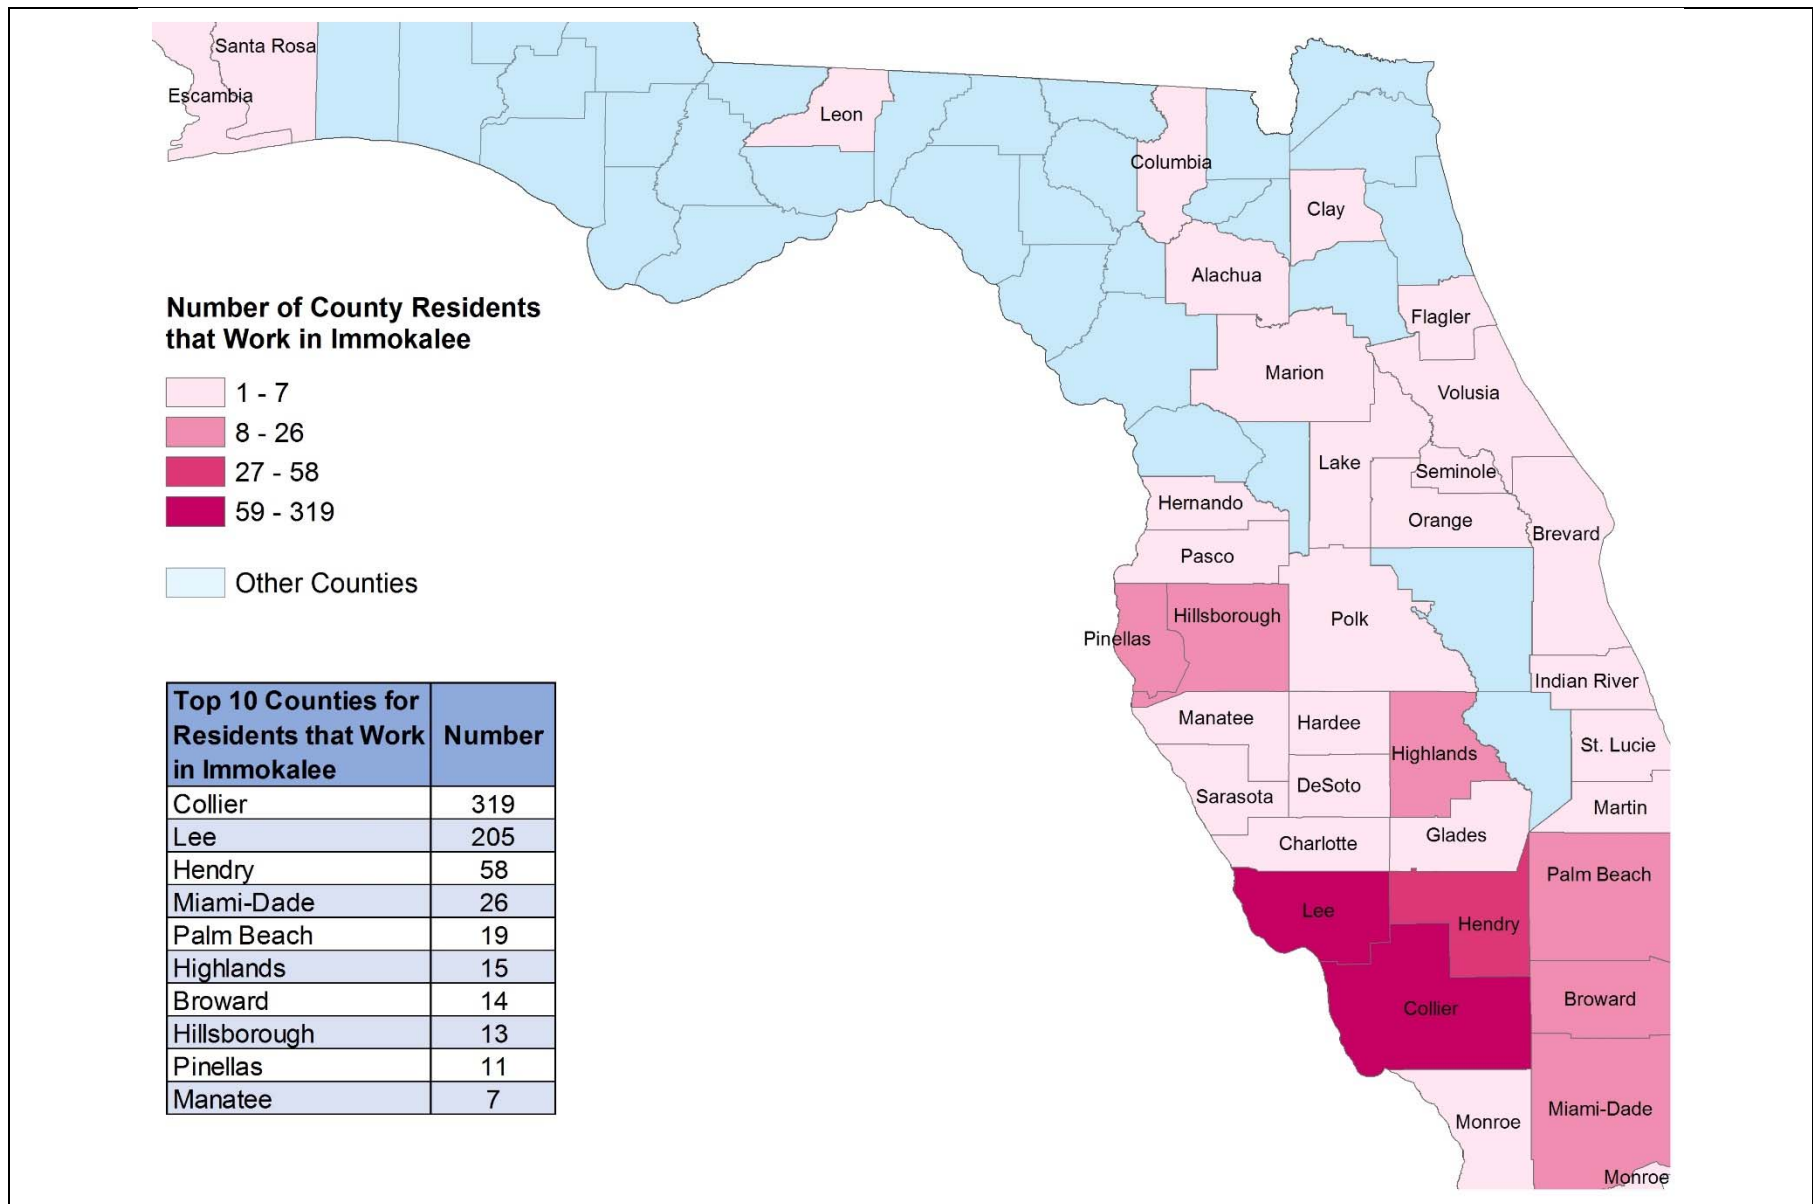 Santa Rosa
Escambia
Leon
Columbia
Clay
Alachua
Flagler
Marion
Volusia
Lake
Seminole
Hernando
Orange
Brevard
Pasco
Hillsborough
Polk
Pinellas
Indian River
Manatee
Hardee
Highlands
St. Lucie
Sarasota
DeSoto
Martin
Charlotte
Glades
Palm Beach
Lee
Hendry
Collier
Broward
Miami-Dade
Monroe
Monroe
Number of County Residents
that Work in Immokalee
1 - 7
8 - 26
27 - 58
59 - 319
Other Counties
Top 10 Counties for
Residents that Work Number
in Immokalee
Collier 319
Lee 205
Hendry 58
Miami-Dade 26
Palm Beach 19
Highlands 15
Broward 14
Hillsborough 13
Pinellas 11
Manatee 7